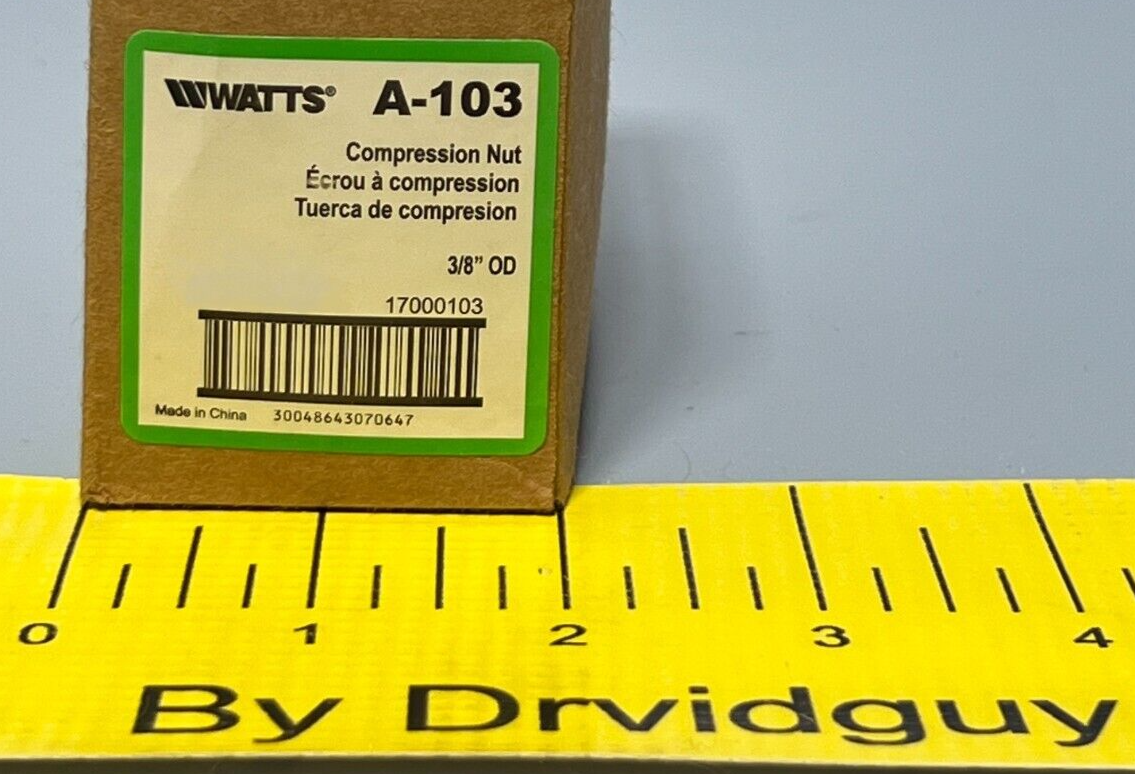 WATTS® A-103
Compression Nut
Écrou à compression
Tuerca de compresion
3/8” OD
17000103
Made in China 30048643070647
0 1 2 3 4
By Drvidguy